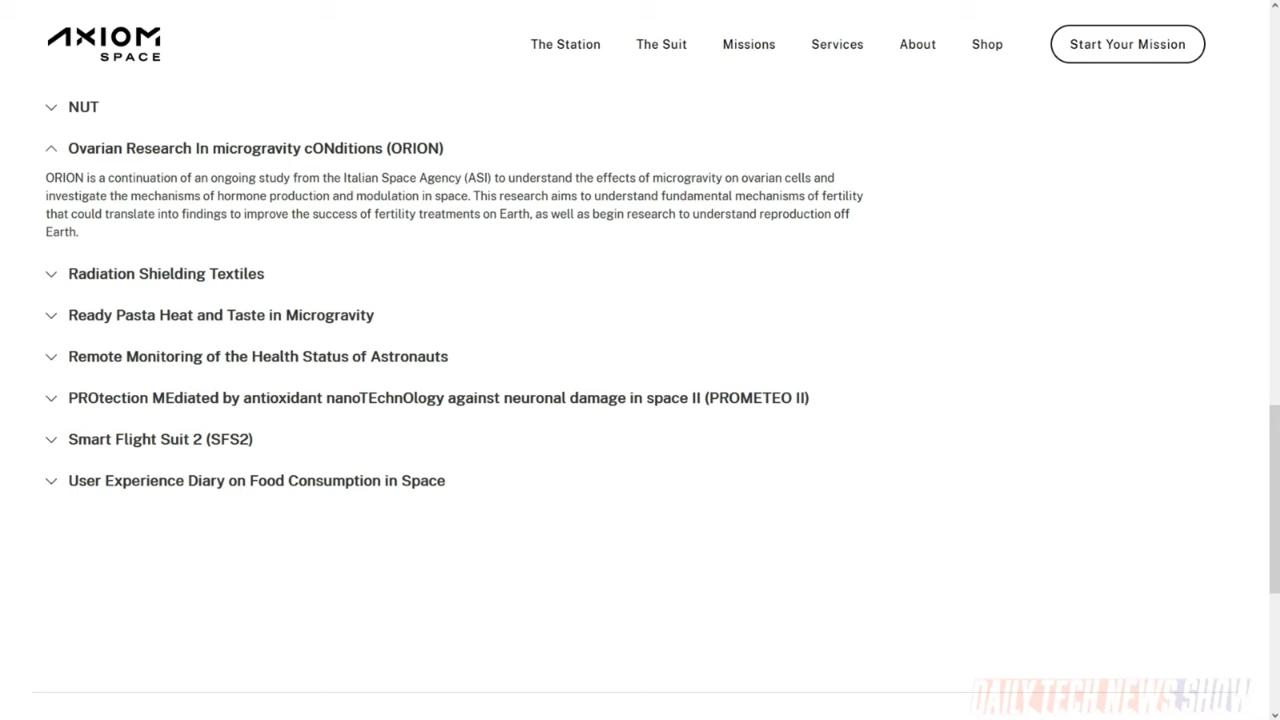 AXIOM
SPACE
The Station The Suit Missions Services About Shop Start Your Mission
NUT
Ovarian Research In microgravity cONditions (ORION)
ORION is a continuation of an ongoing study from the Italian Space Agency (ASI) to understand the effects of microgravity on ovarian cells and
investigate the mechanisms of hormone production and modulation in space. This research aims to understand fundamental mechanisms of fertility
that could translate into findings to improve the success of fertility treatments on Earth, as well as begin research to understand reproduction off
Earth.
Radiation Shielding Textiles
Ready Pasta Heat and Taste in Microgravity
Remote Monitoring of the Health Status of Astronauts
PROtection MEdiated by antioxidant nanoTEchnOlogy against neuronal damage in space II (PROMETEO II)
Smart Flight Suit 2 (SFS2)
User Experience Diary on Food Consumption in Space
DAILY TECH NEWS SHOW